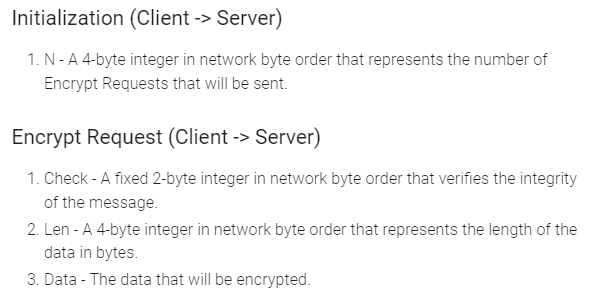 Initialization (Client -> Server)
1. N - A 4-byte integer in network byte order that represents the number of
Encrypt Requests that will be sent.
Encrypt Request (Client -> Server)
1. Check - A fixed 2-byte integer in network byte order that verifies the integrity
of the message.
2. Len - A 4-byte integer in network byte order that represents the length of the
data in bytes.
3. Data - The data that will be encrypted.